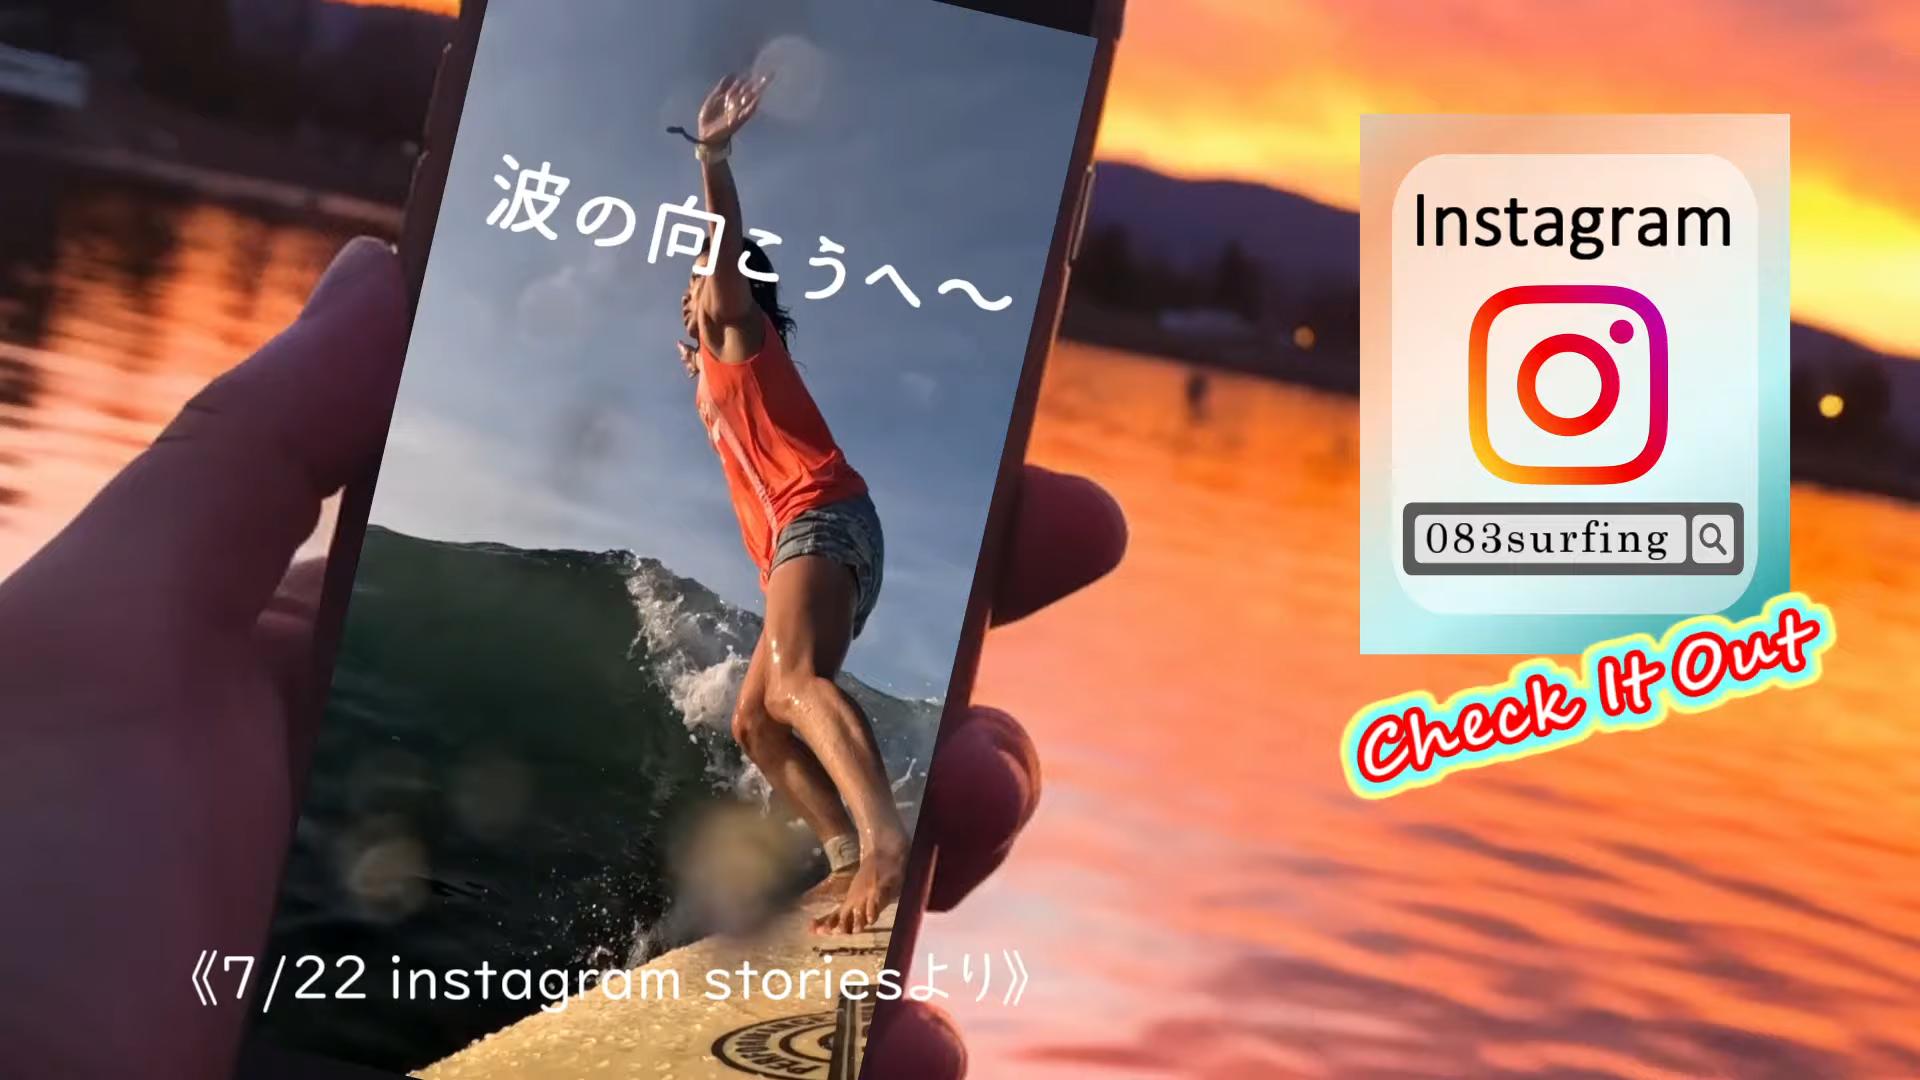 波の向こうへ～
《7/22 instagram storiesより》
Instagram
083surfing
Check It Out